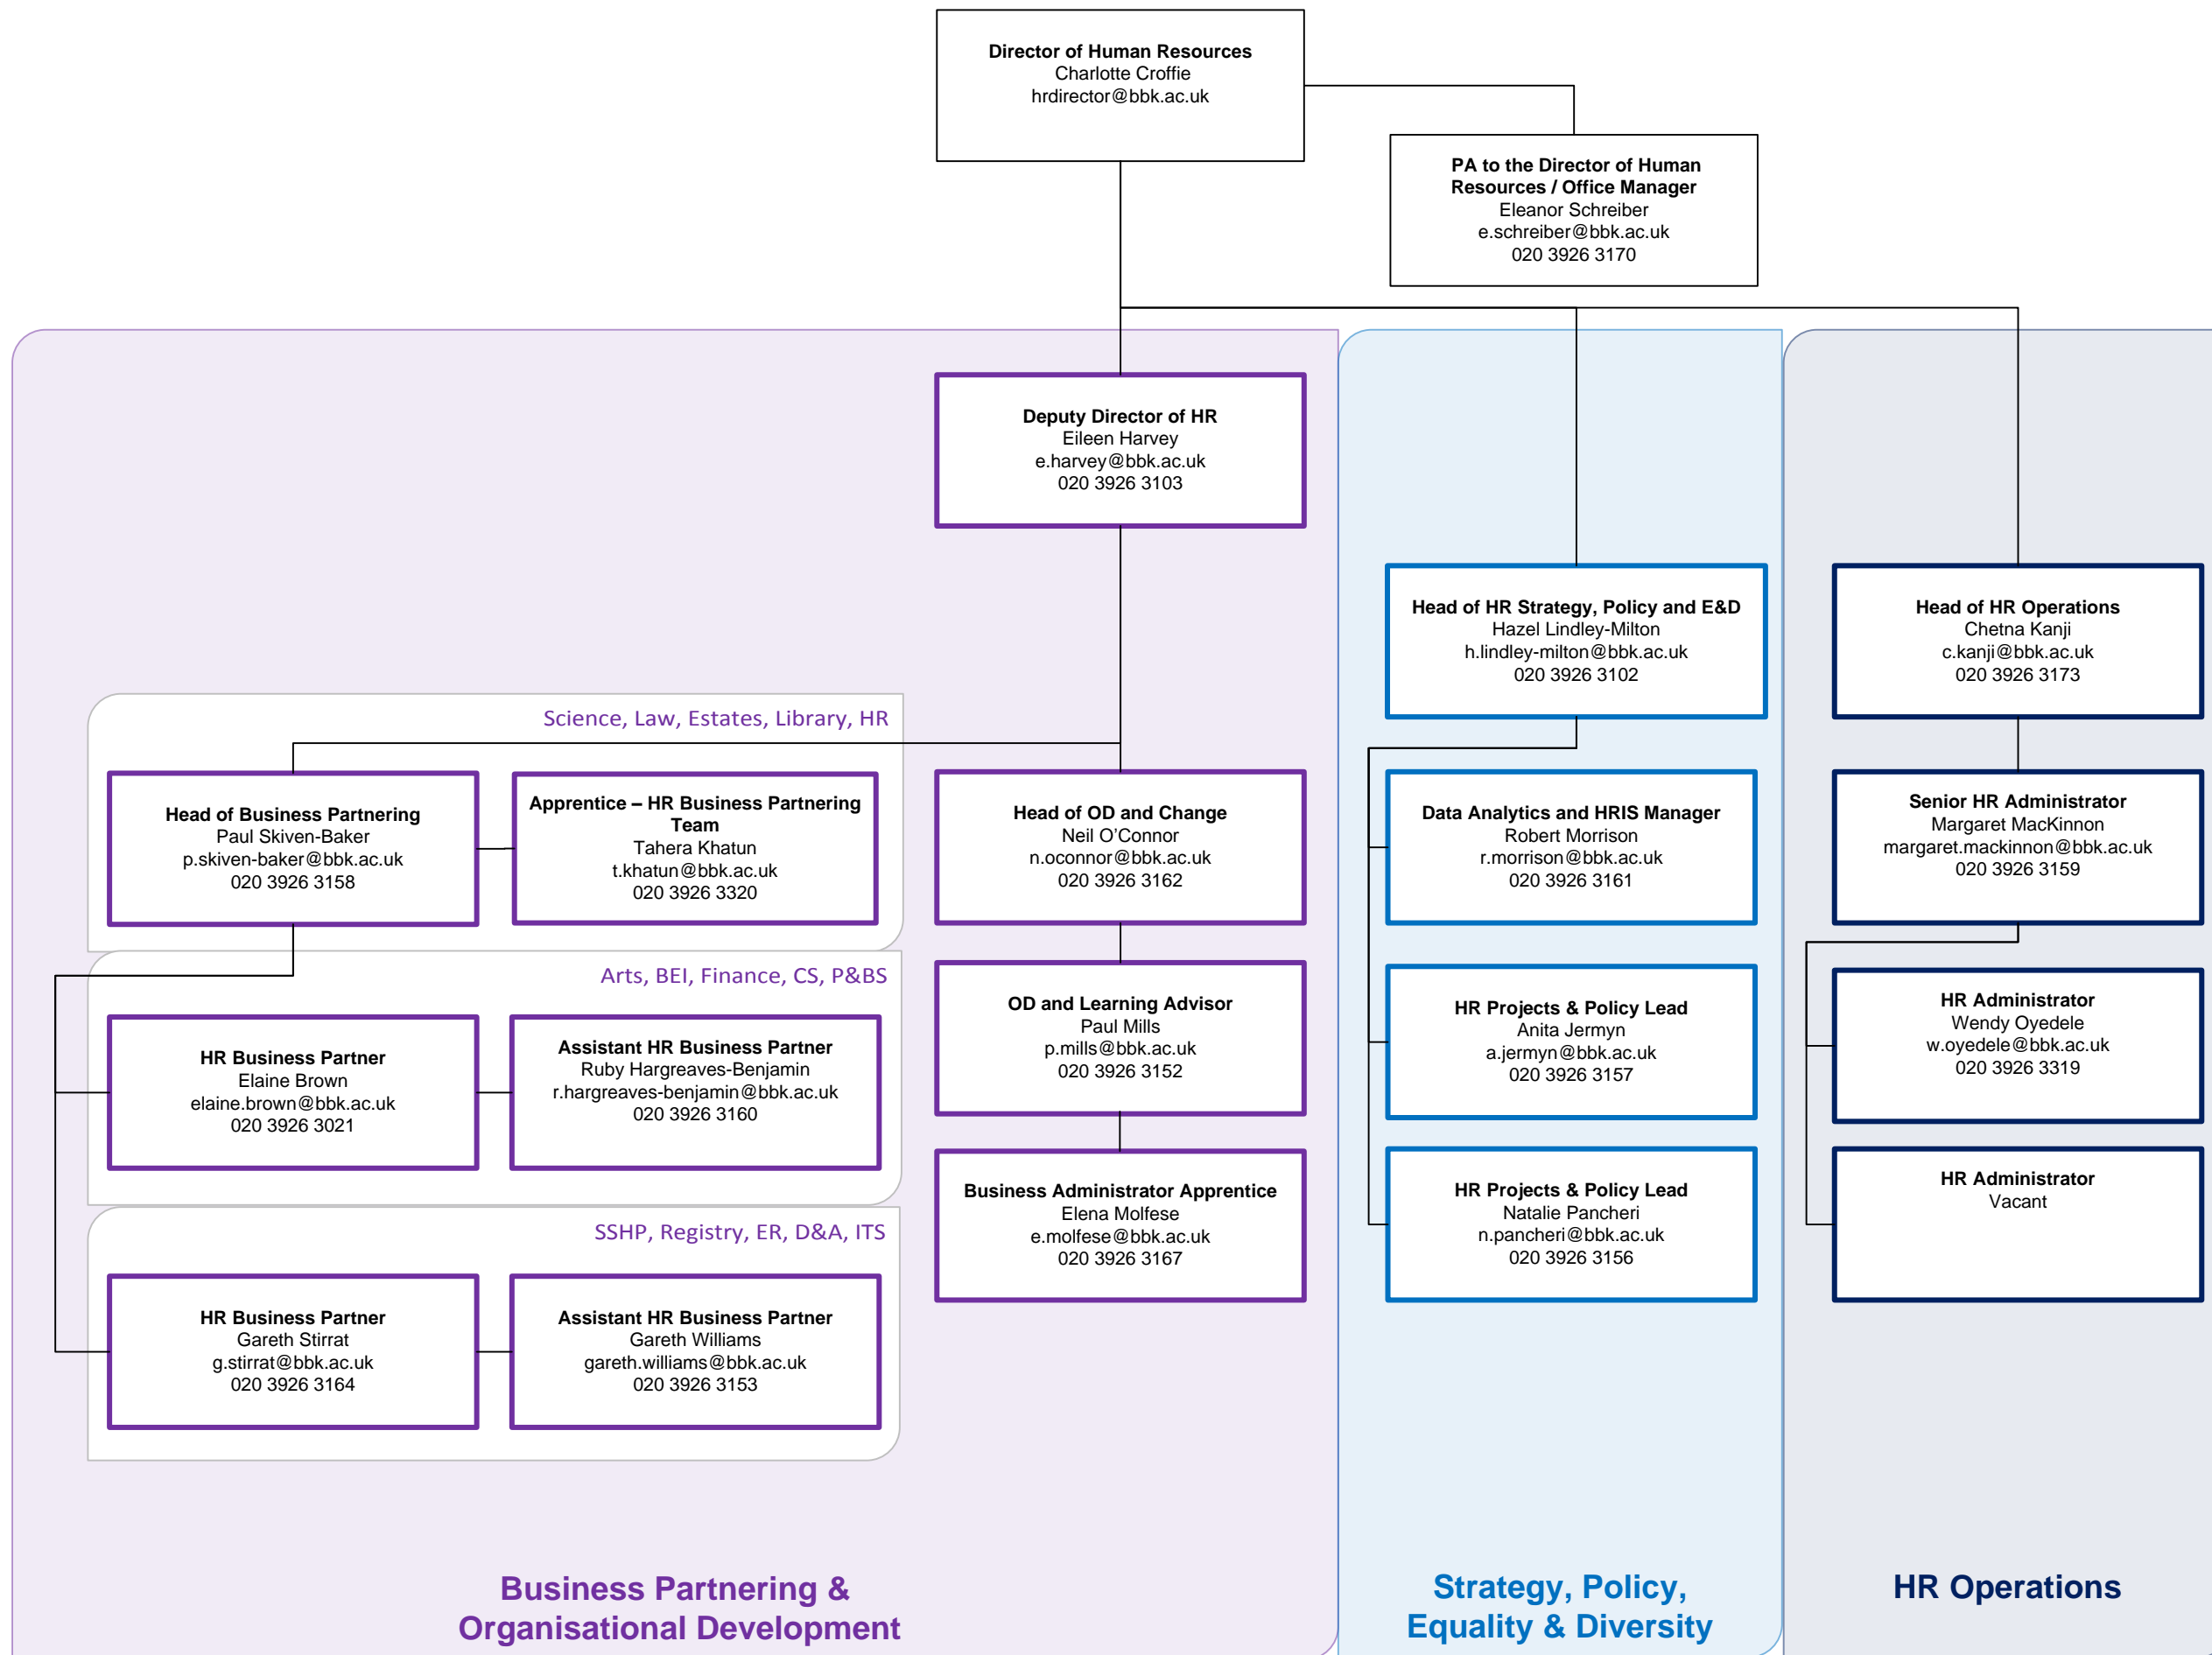 Director of Human Resources
Charlotte Croffie
hrdirector@bbk.ac.uk
PA to the Director of Human
Resources / Office Manager
Eleanor Schreiber
e.schreiber@bbk.ac.uk
020 3926 3170
Deputy Director of HR
Eileen Harvey
e.harvey@bbk.ac.uk
020 3926 3103
Head of HR Strategy, Policy and E&D
Hazel Lindley-Milton
h.lindley-milton@bbk.ac.uk
020 3926 3102
Head of HR Operations
Chetna Kanji
c.kanji@bbk.ac.uk
020 3926 3173
Science, Law, Estates, Library, HR
Head of Business Partnering
Paul Skiven-Baker
p.skiven-baker@bbk.ac.uk
020 3926 3158
Apprentice – HR Business Partnering
Team
Tahera Khatun
t.khatun@bbk.ac.uk
020 3926 3320
Head of OD and Change
Neil O'Connor
n.oconnor@bbk.ac.uk
020 3926 3162
Data Analytics and HRIS Manager
Robert Morrison
r.morrison@bbk.ac.uk
020 3926 3161
Senior HR Administrator
Margaret MacKinnon
margaret.mackinnon@bbk.ac.uk
020 3926 3159
Arts, BEI, Finance, CS, P&BS
HR Business Partner
Elaine Brown
elaine.brown@bbk.ac.uk
020 3926 3021
Assistant HR Business Partner
Ruby Hargreaves-Benjamin
r.hargreaves-benjamin@bbk.ac.uk
020 3926 3160
OD and Learning Advisor
Paul Mills
p.mills@bbk.ac.uk
020 3926 3152
HR Projects & Policy Lead
Anita Jermyn
a.jermyn@bbk.ac.uk
020 3926 3157
HR Administrator
Wendy Oyedele
w.oyedele@bbk.ac.uk
020 3926 3319
Business Administrator Apprentice
Elena Molfese
e.molfese@bbk.ac.uk
020 3926 3167
HR Projects & Policy Lead
Natalie Pancheri
n.pancheri@bbk.ac.uk
020 3926 3156
HR Administrator
Vacant
SSHP, Registry, ER, D&A, ITS
HR Business Partner
Gareth Stirrat
g.stirrat@bbk.ac.uk
020 3926 3164
Assistant HR Business Partner
Gareth Williams
gareth.williams@bbk.ac.uk
020 3926 3153
Business Partnering &
Organisational Development
Strategy, Policy,
Equality & Diversity
HR Operations